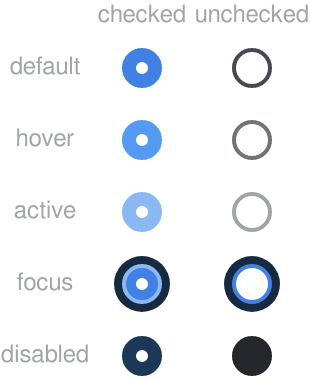 checked unchecked
default
hover
active
focus
disabled